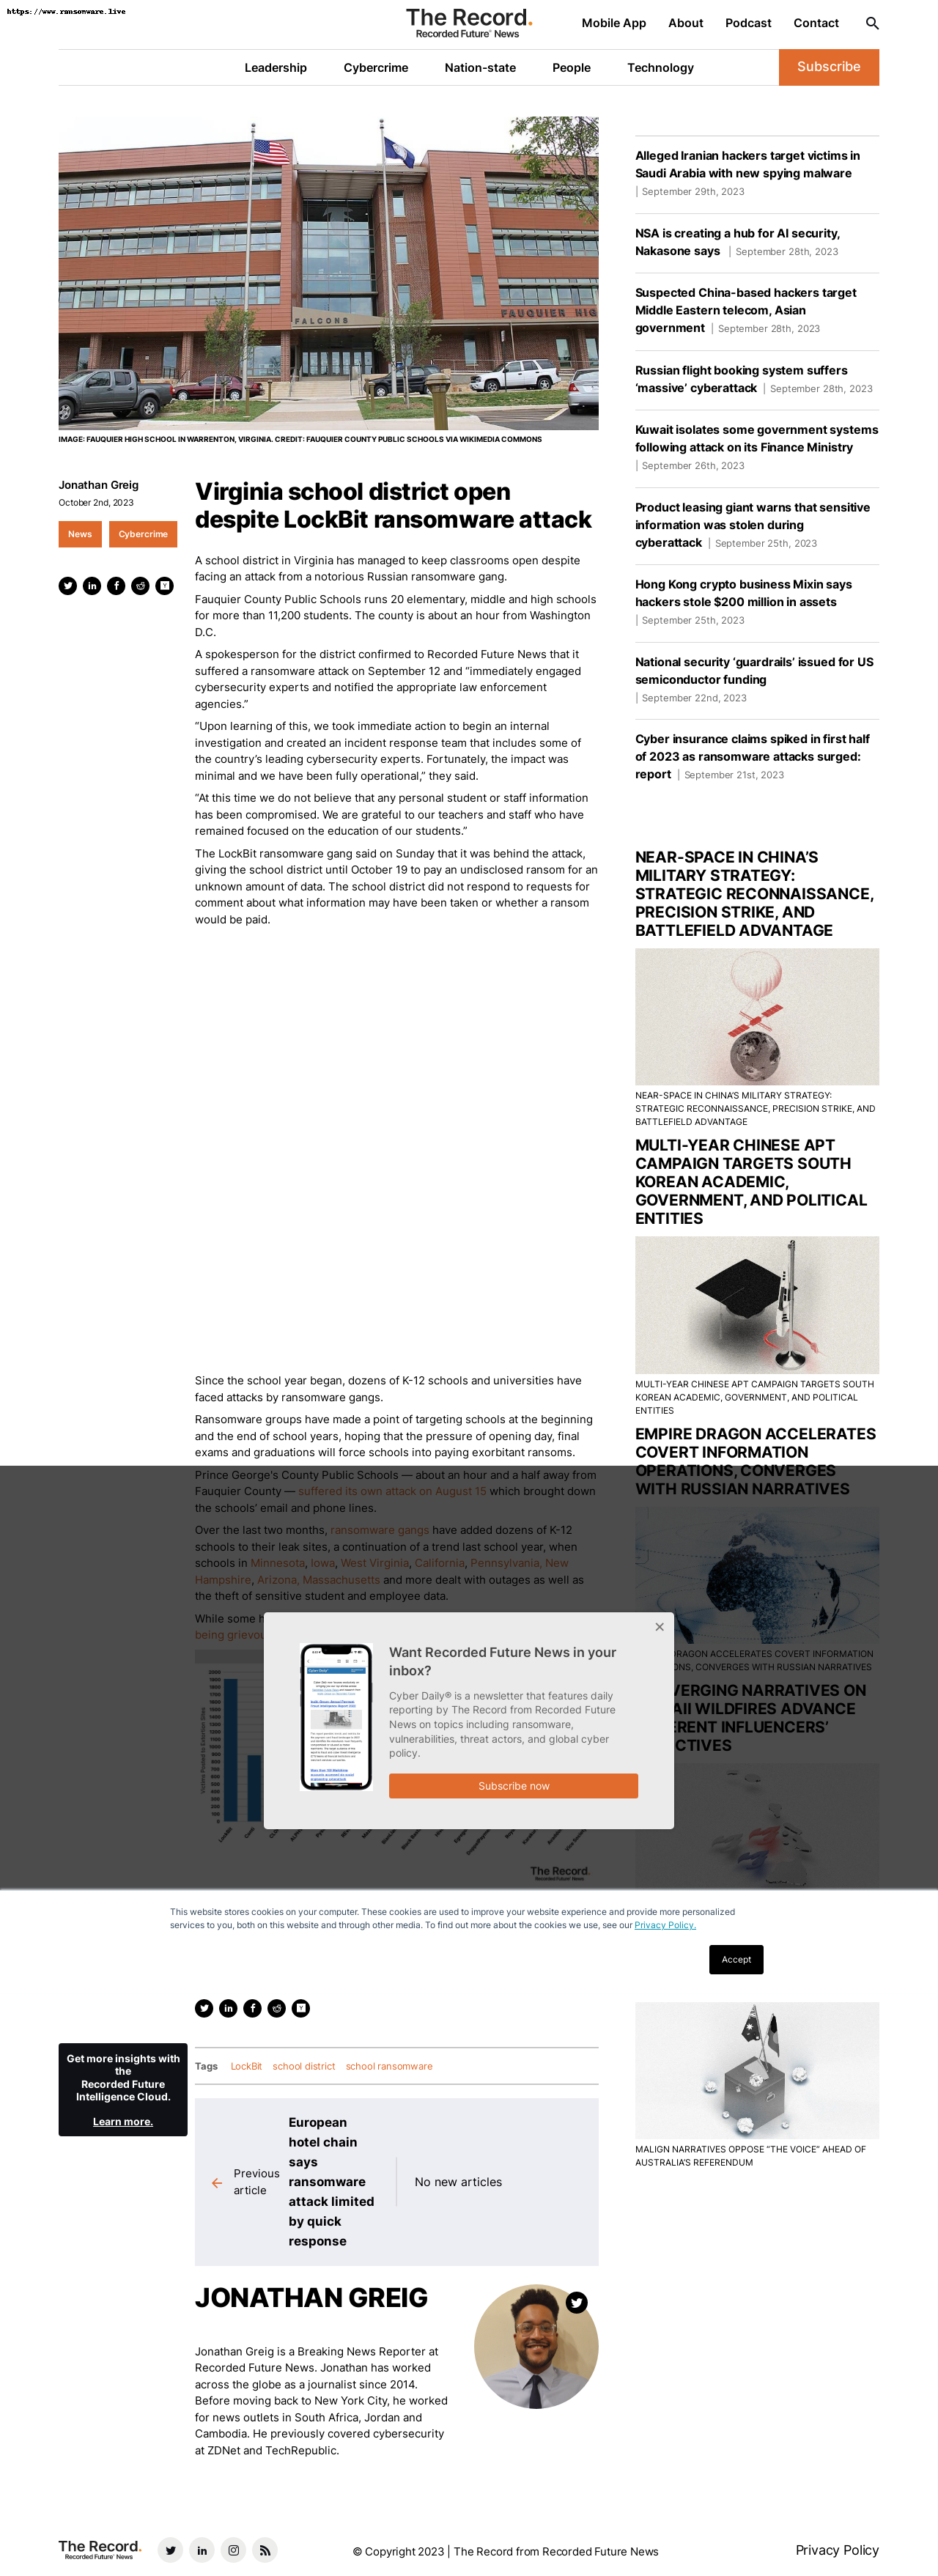 https://www.ransomware.live
The Record.
Recorded Future® News
Mobile App
About
Podcast
Contact
Leadership
Cybercrime
Nation-state
People
Technology
Subscribe
FALCONS
FAUQUIER HIG
IMAGE: FAUQUIER HIGH SCHOOL IN WARRENTON, VIRGINIA. CREDIT: FAUQUIER COUNTY PUBLIC SCHOOLS VIA WIKIMEDIA COMMONS
Jonathan Greig
October 2nd, 2023
News
Cybercrime
Virginia school district open
despite LockBit ransomware attack
A school district in Virginia has managed to keep classrooms open despite
facing an attack from a notorious Russian ransomware gang.
Fauquier County Public Schools runs 20 elementary, middle and high schools
for more than 11,200 students. The county is about an hour from Washington
D.C.
A spokesperson for the district confirmed to Recorded Future News that it
suffered a ransomware attack on September 12 and “immediately engaged
cybersecurity experts and notified the appropriate law enforcement
agencies.”
“Upon learning of this, we took immediate action to begin an internal
investigation and created an incident response team that includes some of
the country’s leading cybersecurity experts. Fortunately, the impact was
minimal and we have been fully operational,” they said.
“At this time we do not believe that any personal student or staff information
has been compromised. We are grateful to our teachers and staff who have
remained focused on the education of our students.”
The LockBit ransomware gang said on Sunday that it was behind the attack,
giving the school district until October 19 to pay an undisclosed ransom for an
unknown amount of data. The school district did not respond to requests for
comment about what information may have been taken or whether a ransom
would be paid.
Since the school year began, dozens of K-12 schools and universities have
faced attacks by ransomware gangs.
Ransomware groups have made a point of targeting schools at the beginning
and the end of school years, hoping that the pressure of opening day, final
exams and graduations will force schools into paying exorbitant ransoms.
Prince George's County Public Schools — about an hour and a half away from
Fauquier County — suffered its own attack on August 15 which brought down
the schools’ email and phone lines.
Over the last two months, ransomware gangs have added dozens of K-12
schools to their leak sites, a continuation of a trend last school year, when
schools in Minnesota, Iowa, West Virginia, California, Pennsylvania, New
Hampshire, Arizona, Massachusetts and more dealt with outages as well as
the theft of sensitive student and employee data.
While some h
being grievou
Victims Posted to Extortion Sites
LockBit
Conti
The Record.
Alleged Iranian hackers target victims in
Saudi Arabia with new spying malware
| September 29th, 2023
NSA is creating a hub for AI security,
Nakasone says | September 28th, 2023
Suspected China-based hackers target
Middle Eastern telecom, Asian
government | September 28th, 2023
Russian flight booking system suffers
‘massive’ cyberattack | September 28th, 2023
Kuwait isolates some government systems
following attack on its Finance Ministry
| September 26th, 2023
Product leasing giant warns that sensitive
information was stolen during
cyberattack | September 25th, 2023
Hong Kong crypto business Mixin says
hackers stole $200 million in assets
| September 25th, 2023
National security ‘guardrails’ issued for US
semiconductor funding
| September 22nd, 2023
Cyber insurance claims spiked in first half
of 2023 as ransomware attacks surged:
report | September 21st, 2023
NEAR-SPACE IN CHINA’S
MILITARY STRATEGY:
STRATEGIC RECONNAISSANCE,
PRECISION STRIKE, AND
BATTLEFIELD ADVANTAGE
NEAR-SPACE IN CHINA’S MILITARY STRATEGY:
STRATEGIC RECONNAISSANCE, PRECISION STRIKE, AND
BATTLEFIELD ADVANTAGE
MULTI-YEAR CHINESE APT
CAMPAIGN TARGETS SOUTH
KOREAN ACADEMIC,
GOVERNMENT, AND POLITICAL
ENTITIES
MULTI-YEAR CHINESE APT CAMPAIGN TARGETS SOUTH
KOREAN ACADEMIC, GOVERNMENT, AND POLITICAL
ENTITIES
EMPIRE DRAGON ACCELERATES
COVERT INFORMATION
OPERATIONS, CONVERGES
WITH RUSSIAN NARRATIVES
DRAGON ACCELERATES COVERT INFORMATION
ONS, CONVERGES WITH RUSSIAN NARRATIVES
VERGING NARRATIVES ON
AII WILDFIRES ADVANCE
ERENT INFLUENCERS’
CTIVES
Want Recorded Future News in your
inbox?
Cyber Daily® is a newsletter that features daily
reporting by The Record from Recorded Future
News on topics including ransomware,
vulnerabilities, threat actors, and global cyber
policy.
Subscribe now
This website stores cookies on your computer. These cookies are used to improve your website experience and provide more personalized
services to you, both on this website and through other media. To find out more about the cookies we use, see our Privacy Policy.
Accept
MALIGN NARRATIVES OPPOSE “THE VOICE” AHEAD OF
AUSTRALIA’S REFERENDUM
Get more insights with
the
Recorded Future
Intelligence Cloud.
Learn more.
Tags
LockBit
school district
school ransomware
Previous
article
European
hotel chain
says
ransomware
attack limited
by quick
response
No new articles
JONATHAN GREIG
Jonathan Greig is a Breaking News Reporter at
Recorded Future News. Jonathan has worked
across the globe as a journalist since 2014.
Before moving back to New York City, he worked
for news outlets in South Africa, Jordan and
Cambodia. He previously covered cybersecurity
at ZDNet and TechRepublic.
The Record.
Recorded Future® News
© Copyright 2023 | The Record from Recorded Future News
Privacy Policy